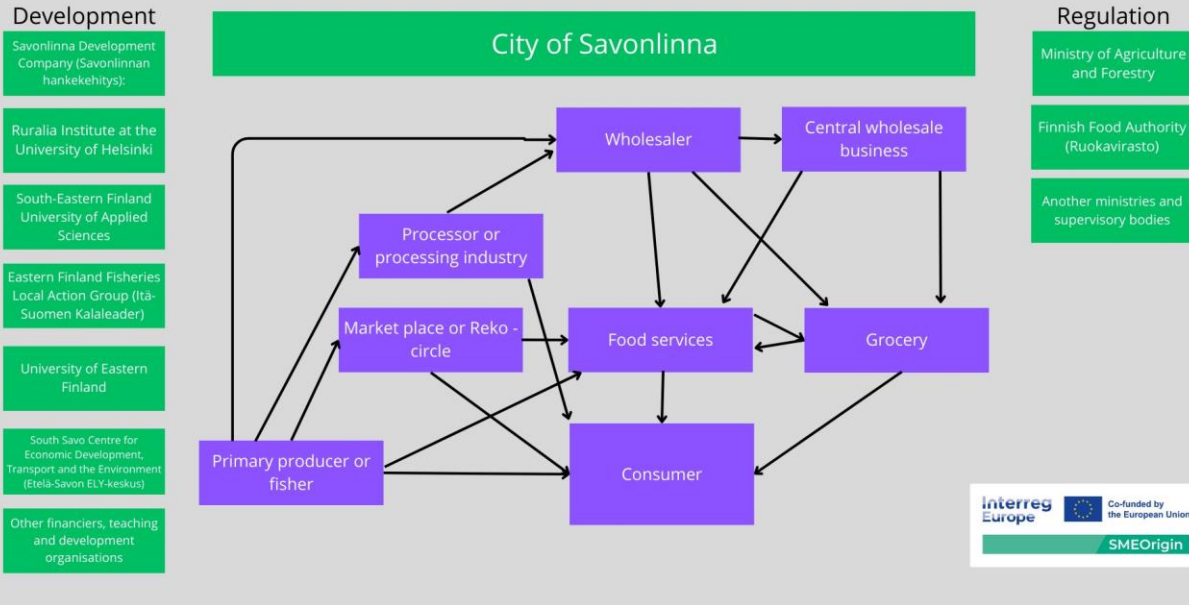 Development
Savonlinna Development
Company (Savonlinnan
hankekehitys):
Ruralia Institute at the
University of Helsinki
South-Eastern Finland
University of Applied
Sciences
Eastern Finland Fisheries
Local Action Group (Itä-
Suomen Kalaleader)
University of Eastern
Finland
South Savo Centre for
Economic Development,
Transport and the Environment
(Etelä-Savon ELY-keskus)
Other financiers, teaching
and development
organisations
City of Savonlinna
Wholesaler
Central wholesale
business
Processor or
processing industry
Market place or Reko -
circle
Food services
Grocery
Primary producer or
fisher
Consumer
Regulation
Ministry of Agriculture
and Forestry
Finnish Food Authority
(Ruokavirasto)
Another ministries and
supervisory bodies
Interreg
Europe
Co-funded by
the European Union
SMEOrigin